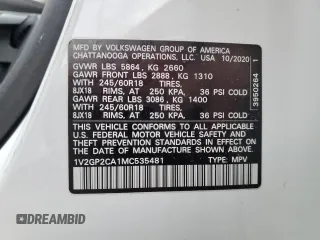 MFD BY VOLKSWAGEN GROUP OF AMERICA
CHATTANOOGA OPERATIONS, LLC. USA 10/2020
GVWR LBS 5864, KG 2660
GAWR FRONT LBS 2888, KG 1310
245/60R18 TIRES,
8JX18 RIMS, AT 250 KPA, 36 PSI COLD
GAWR REAR LBS 3086, KG 1400
245/60R18 TIRES,
8JX18 RIMS, AT 250 KPA, 36 PSI COLD
THIS VEHICLE CONFORMS TO ALL APPLICABLE
U.S. FEDERAL MOTOR VEHICLE SAFETY AND
THEFT PREVENTION STANDARDS IN EFFECT ON
THE DATE OF MANUFACTURE SHOWN ABOVE.
1V2GP2CA1MC535481 TYPE: MPV
3950264 1
DREAMBID